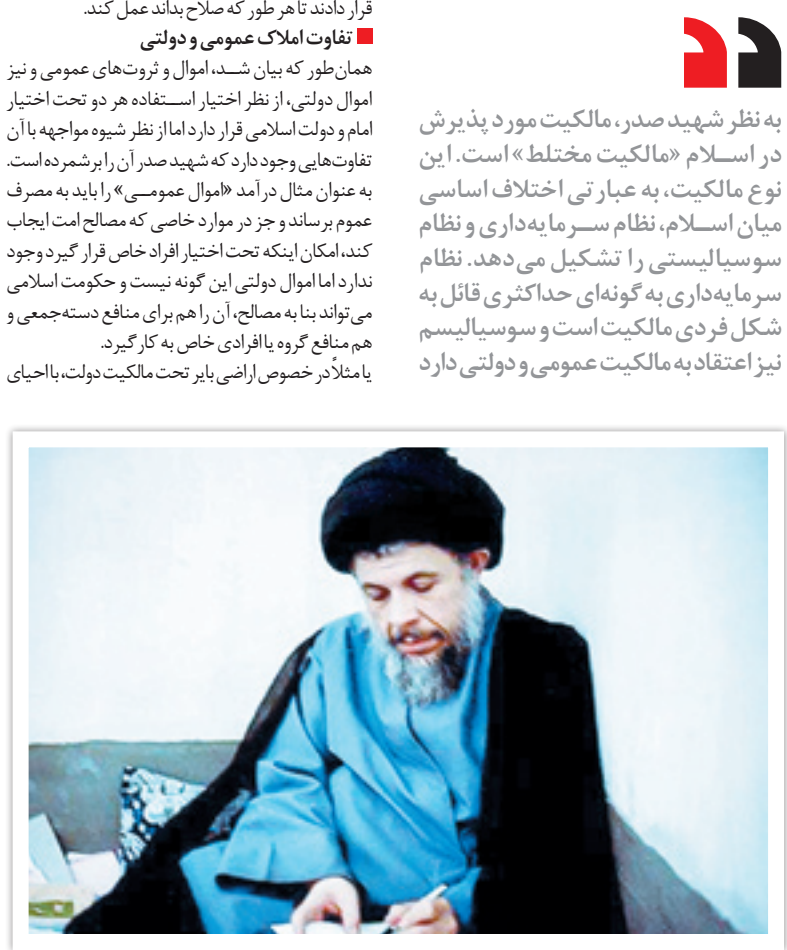 به نظر شهید صدر، مالکیت مورد پذیرش
در اسلام «مالکیت مختلط» است. این
نوع مالکیت، به عبارتی اختلاف اساسی
میان اسلام، نظام سرمایه‌داری و نظام
سوسیالیستی را تشکیل می‌دهد. نظام
سرمایه‌داری به گونه‌ای حداکثری قائل به
شکل فردی مالکیت است و سوسیالیسم
نیز اعتقاد به مالکیت عمومی و دولتی دارد
قرار دادند تا هر طور که صلاح بداند عمل کند.
تفاوت املاک عمومی و دولتی
همان‌طور که بیان شد، اموال و ثروت‌های عمومی و نیز
اموال دولتی، از نظر اختیار استفاده هر دو تحت اختیار
امام و دولت اسلامی قرار دارد اما از نظر شیوه مواجهه با آن
تفاوت‌هایی وجود دارد که شهید صدر آن را برشمرده است.
به عنوان مثال درآمد «اموال عمومی» را باید به مصرف
عموم برساند و جز در موارد خاصی که مصالح امت ایجاب
کند، امکان اینکه تحت اختیار افراد خاص قرار گیرد وجود
ندارد اما اموال دولتی این گونه نیست و حکومت اسلامی
می‌تواند بنا به مصالح، آن را هم برای منافع دسته‌جمعی و
هم منافع گروه یا افرادی خاص به کار گیرد.
یا مثلاً در خصوص اراضی بایر تحت مالکیت دولت، با احیای